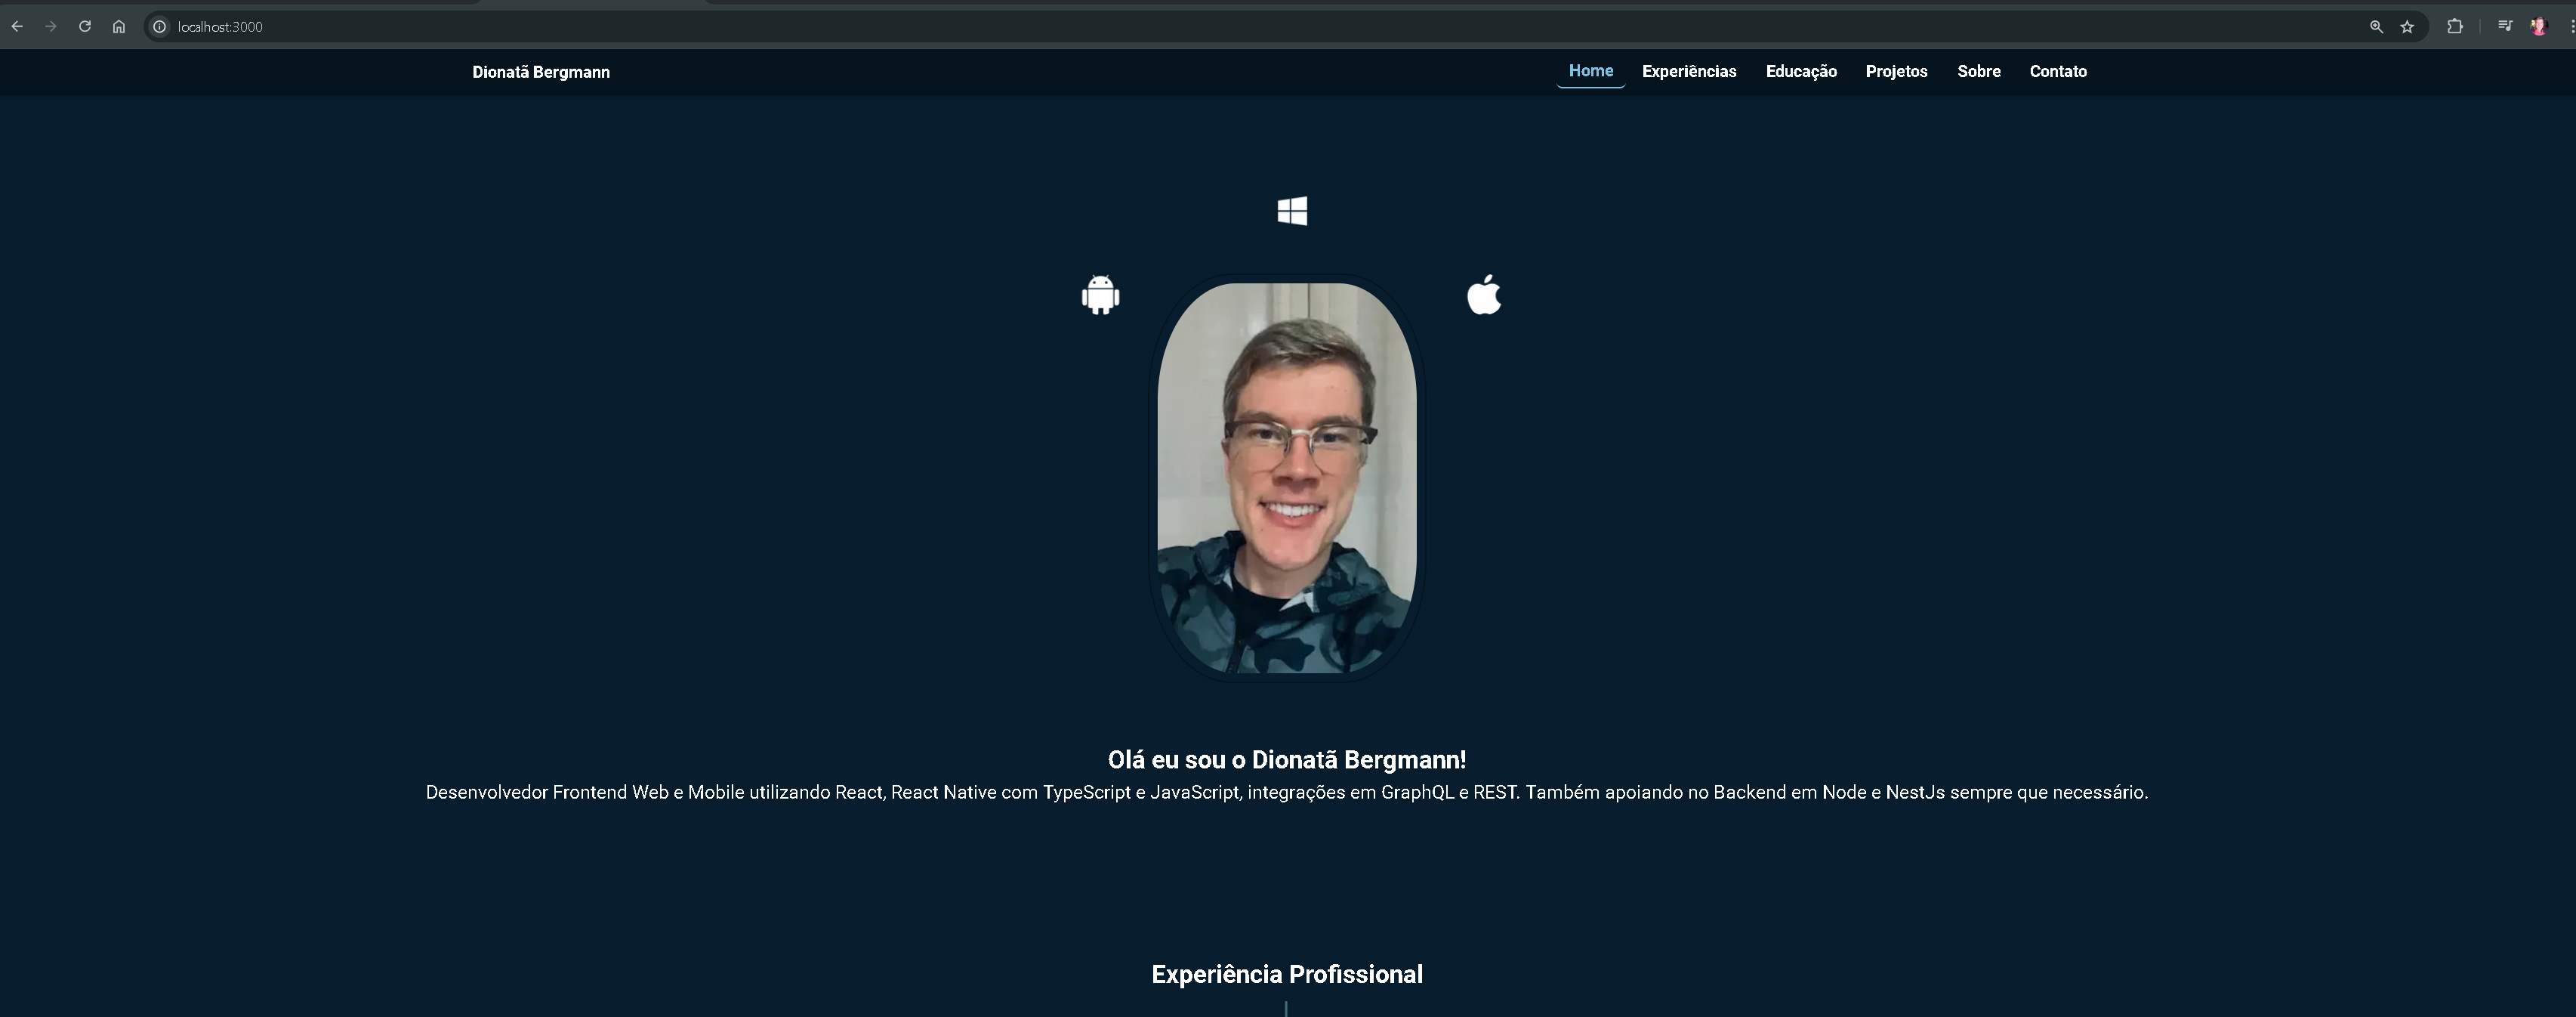 localhost:3000
Dionatã Bergmann
Home Experiências Educação Projetos Sobre Contato
Olá eu sou o Dionatã Bergmann!
Desenvolvedor Frontend Web e Mobile utilizando React, React Native com TypeScript e JavaScript, integrações em GraphQL e REST. Também apoiando no Backend em Node e NestJs sempre que necessário.
Experiência Profissional